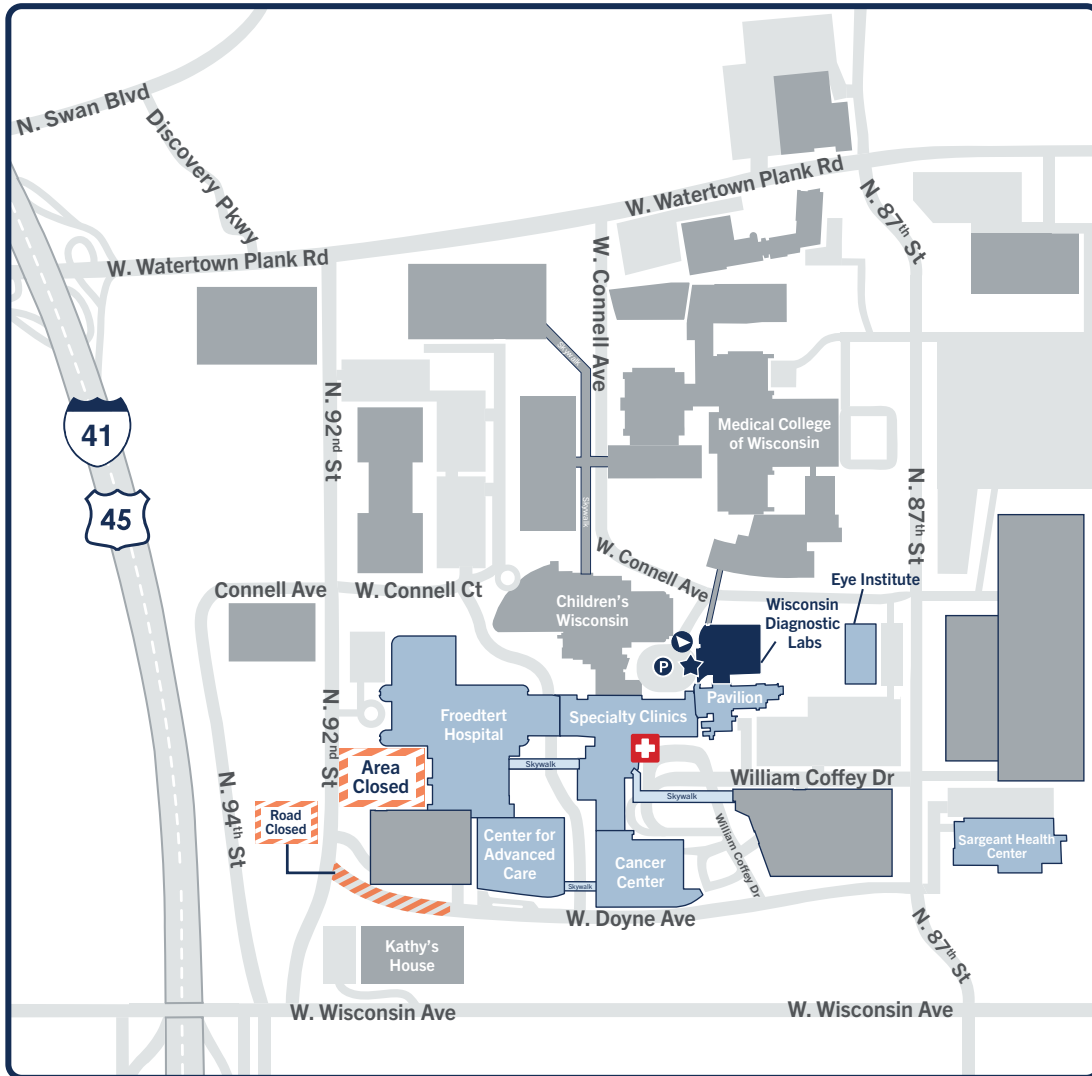 N. Swan Blvd
Discovery Pkwy
W. Watertown Plank Rd
W. Watertown Plank Rd
N. 87th St
W. Connell Ave
Skywalk
41
45
N. 92nd St
Medical College
of Wisconsin
Skywalk
N. 87th St
W. Connell Ave
Eye Institute
Connell Ave
W. Connell Ct
Children's
Wisconsin
Wisconsin
Diagnostic
Labs
P
Pavilion
Froedtert
Hospital
Specialty Clinics
N. 92nd St
Area
Closed
Skywalk
William Coffey Dr
Skywalk
N. 94th St
Road
Closed
Center for
Advanced
Care
Cancer
Center
William Coffey Dr
Sargeant Health
Center
Skywalk
W. Doyne Ave
Kathy's
House
N. 87th St
W. Wisconsin Ave
W. Wisconsin Ave